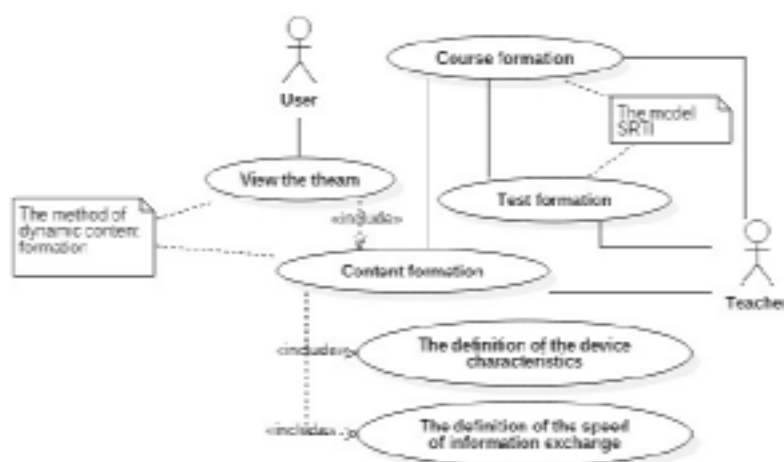 Course formation
User
The model
SRTI
View the theam
Test formation
The method of
dynamic content
formation
«include»
Content formation
Teacher
«include»
The definition of the device
characteristics
«include»
The definition of the speed
of information exchange